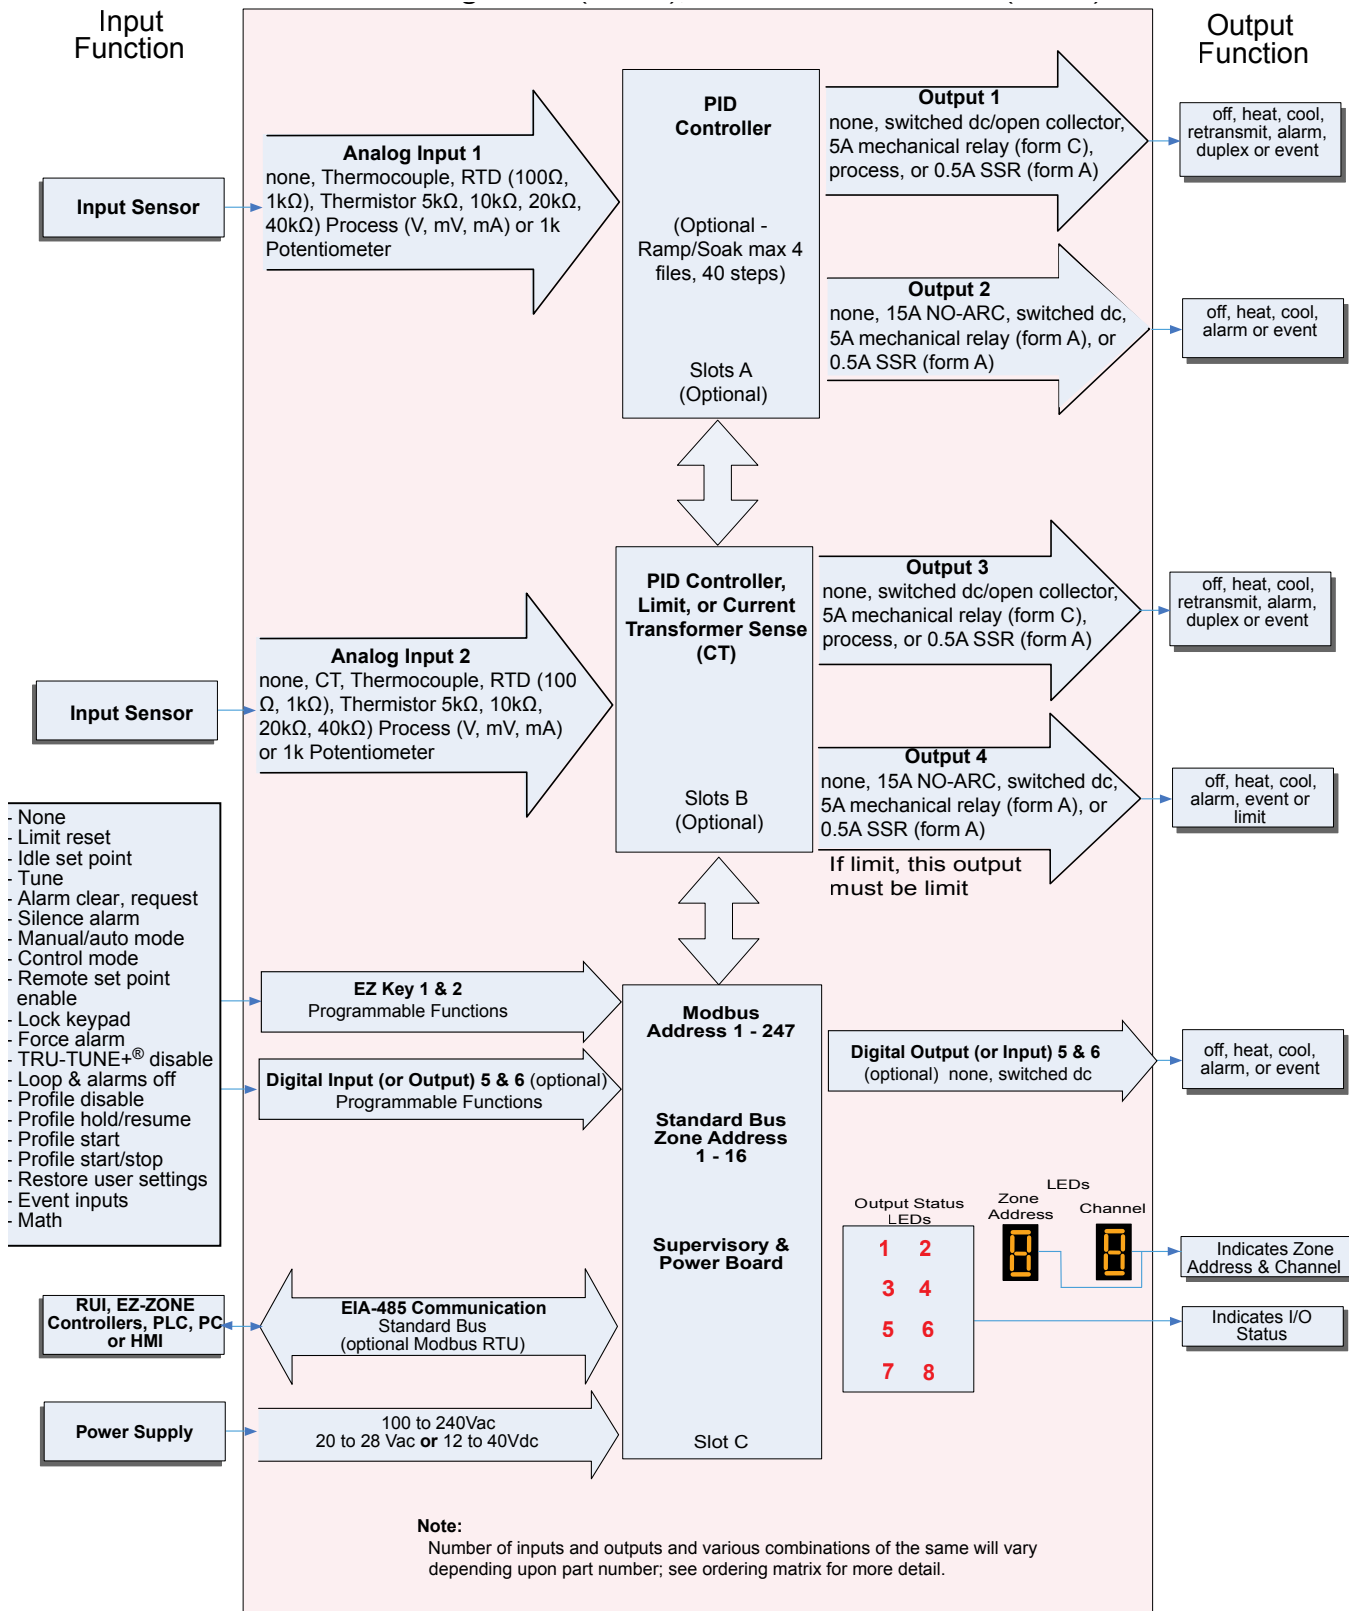 Input
Function
Output
Function
PID
Controller
(Optional -
Ramp/Soak max 4
files, 40 steps)
Slots A
(Optional)
Input Sensor
Analog Input 1
none, Thermocouple, RTD (100Ω,
1kΩ), Thermistor 5kΩ, 10kΩ, 20kΩ,
40kΩ) Process (V, mV, mA) or 1k
Potentiometer
Output 1
none, switched dc/open collector,
5A mechanical relay (form C),
process, or 0.5A SSR (form A)
off, heat, cool,
retransmit, alarm,
duplex or event
Output 2
none, 15A NO-ARC, switched dc,
5A mechanical relay (form A), or
0.5A SSR (form A)
off, heat, cool,
alarm or event
PID Controller,
Limit, or Current
Transformer Sense
(CT)
Slots B
(Optional)
Input Sensor
Analog Input 2
none, CT, Thermocouple, RTD (100
Ω, 1kΩ), Thermistor 5kΩ, 10kΩ,
20kΩ, 40kΩ) Process (V, mV, mA)
or 1k Potentiometer
Output 3
none, switched dc/open collector,
5A mechanical relay (form C),
process, or 0.5A SSR (form A)
off, heat, cool,
retransmit, alarm,
duplex or event
Output 4
none, 15A NO-ARC, switched dc,
5A mechanical relay (form A), or
0.5A SSR (form A)
If limit, this output
must be limit
off, heat, cool,
alarm, event or
limit
- None
- Limit reset
- Idle set point
- Tune
- Alarm clear, request
- Silence alarm
- Manual/auto mode
- Control mode
- Remote set point
enable
- Lock keypad
- Force alarm
- TRU-TUNE+® disable
- Loop & alarms off
- Profile disable
- Profile hold/resume
- Profile start
- Profile start/stop
- Restore user settings
- Event inputs
- Math
EZ Key 1 & 2
Programmable Functions
Digital Input (or Output) 5 & 6 (optional)
Programmable Functions
Modbus
Address 1 - 247
Standard Bus
Zone Address
1 - 16
Supervisory &
Power Board
Slot C
Digital Output (or Input) 5 & 6
(optional) none, switched dc
off, heat, cool,
alarm, or event
Output Status
LEDs
1 2
3 4
5 6
7 8
LEDs
Zone
Address
Channel
8 8
Indicates Zone
Address & Channel
Indicates I/O
Status
RUI, EZ-ZONE
Controllers, PLC, PC
or HMI
EIA-485 Communication
Standard Bus
(optional Modbus RTU)
Power Supply
100 to 240Vac
20 to 28 Vac or 12 to 40Vdc
Note:
Number of inputs and outputs and various combinations of the same will vary
depending upon part number; see ordering matrix for more detail.